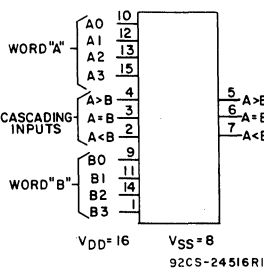 A0 10
A1 12
WORD "A"
A2 13
A3 15
A>B 4
5 A>B
CASCADING
INPUTS
A=B 3
6 A=B
A<B 2
7 A<B
B0 9
B1 11
WORD "B"
B2 14
B3 1
VDD=16 VSS=8
92CS-24516R1